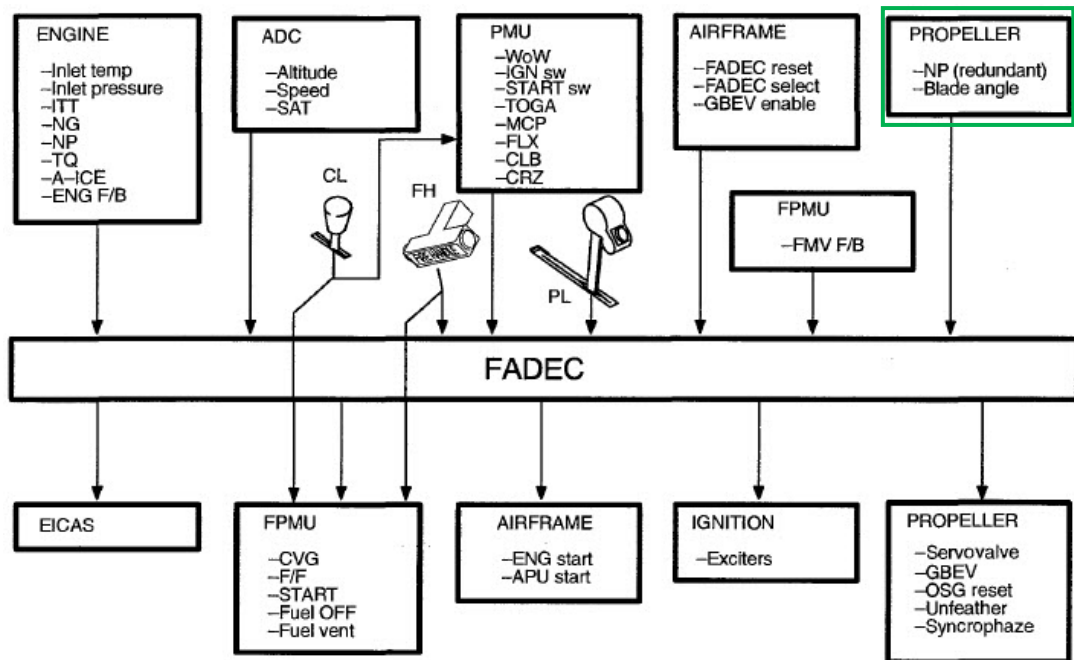 ENGINE
–Inlet temp
–Inlet pressure
–ITT
–NG
–NP
–TQ
–A-ICE
–ENG F/B
ADC
–Altitude
–Speed
–SAT
PMU
–WoW
–IGN sw
–START sw
–TOGA
–MCP
–FLX
–CLB
–CRZ
AIRFRAME
–FADEC reset
–FADEC select
–GBEV enable
PROPELLER
–NP (redundant)
–Blade angle
CL
FH
FIRE HANDLE
PL
FPMU
–FMV F/B
FADEC
EICAS
FPMU
–CVG
–F/F
–START
–Fuel OFF
–Fuel vent
AIRFRAME
–ENG start
–APU start
IGNITION
–Exciters
PROPELLER
–Servovalve
–GBEV
–OSG reset
–Unfeather
–Syncrophaze